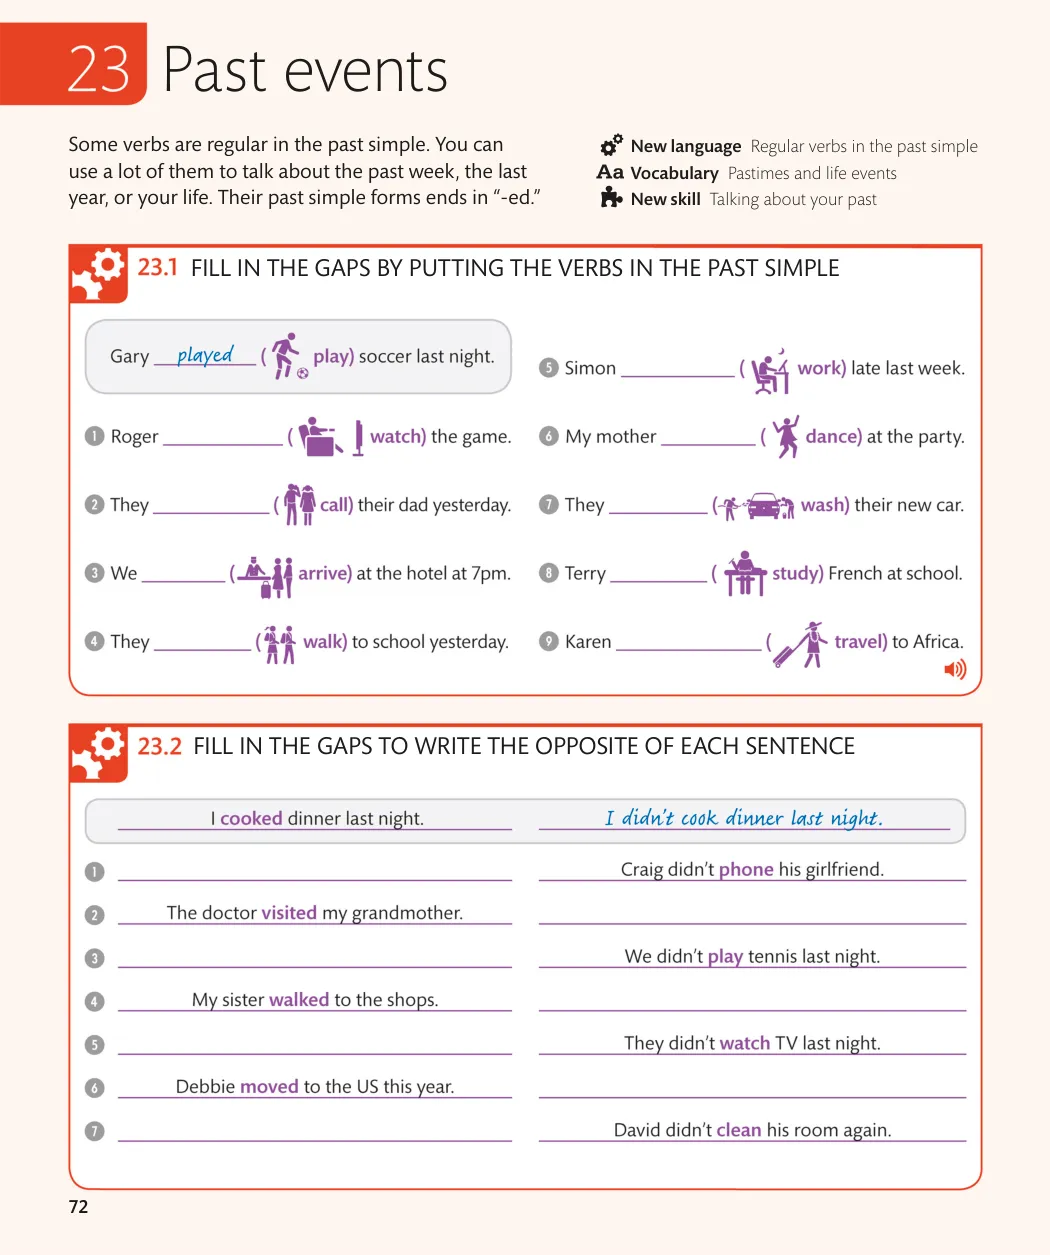 23 Past events
Some verbs are regular in the past simple. You can
use a lot of them to talk about the past week, the last
year, or your life. Their past simple forms ends in “-ed.”
New language Regular verbs in the past simple
Aa Vocabulary Pastimes and life events
New skill Talking about your past
23.1 FILL IN THE GAPS BY PUTTING THE VERBS IN THE PAST SIMPLE
Gary played ( play) soccer last night.
1 Roger ____________ ( watch) the game.
2 They ____________ ( call) their dad yesterday.
3 We ________ ( arrive) at the hotel at 7pm.
4 They __________ ( walk) to school yesterday.
5 Simon ____________ ( work) late last week.
6 My mother __________ ( dance) at the party.
7 They __________ ( wash) their new car.
8 Terry __________ ( study) French at school.
9 Karen _______________ ( travel) to Africa.
23.2 FILL IN THE GAPS TO WRITE THE OPPOSITE OF EACH SENTENCE
I cooked dinner last night. I didn’t cook dinner last night.
1 Craig didn’t phone his girlfriend.
2 The doctor visited my grandmother.
3 We didn’t play tennis last night.
4 My sister walked to the shops.
5 They didn’t watch TV last night.
6 Debbie moved to the US this year.
7 David didn’t clean his room again.
72